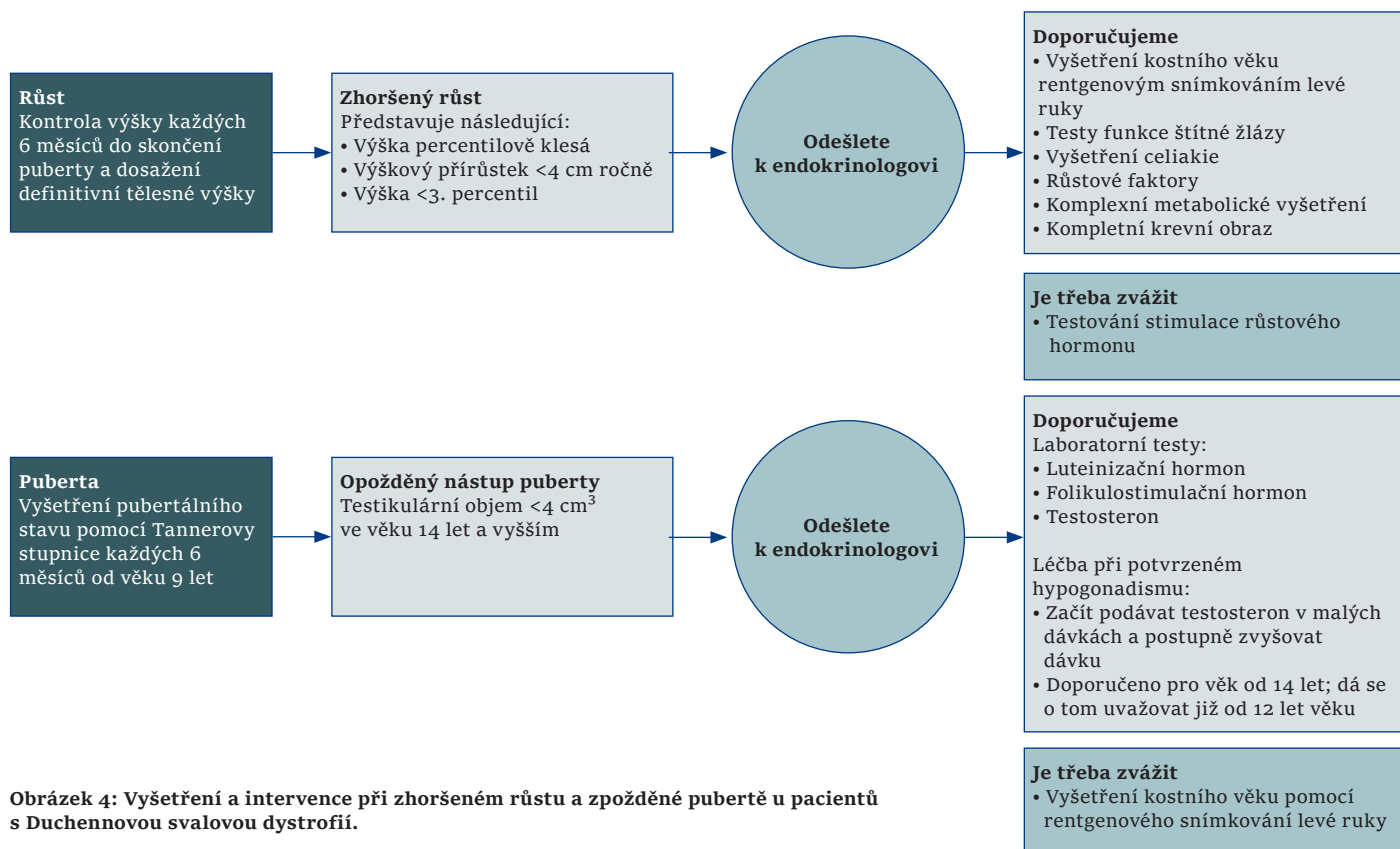 Růst
Kontrola výšky každých
6 měsíců do skončení
puberty a dosažení
definitivní tělesné výšky
Zhoršený růst
Představuje následující:
• Výška percentilově klesá
• Výškový přírůstek <4 cm ročně
• Výška <3. percentil
Odešlete
k endokrinologovi
Doporučujeme
• Vyšetření kostního věku
rentgenovým snímkováním levé
ruky
• Testy funkce štítné žlázy
• Vyšetření celiakie
• Růstové faktory
• Komplexní metabolické vyšetření
• Kompletní krevní obraz
Je třeba zvážit
• Testování stimulace růstového
hormonu
Puberta
Vyšetření pubertálního
stavu pomocí Tannerovy
stupnice každých 6
měsíců od věku 9 let
Opožděný nástup puberty
Testikulární objem <4 cm³
ve věku 14 let a vyšším
Odešlete
k endokrinologovi
Doporučujeme
Laboratorní testy:
• Luteinizační hormon
• Folikulostimulační hormon
• Testosteron
Léčba při potvrzeném
hypogonadismu:
• Začít podávat testosteron v malých
dávkách a postupně zvyšovat
dávku
• Doporučeno pro věk od 14 let; dá se
o tom uvažovat již od 12 let věku
Je třeba zvážit
• Vyšetření kostního věku pomocí
rentgenového snímkování levé ruky
Obrázek 4: Vyšetření a intervence při zhoršeném růstu a zpožděné pubertě u pacientů
s Duchennovou svalovou dystrofií.